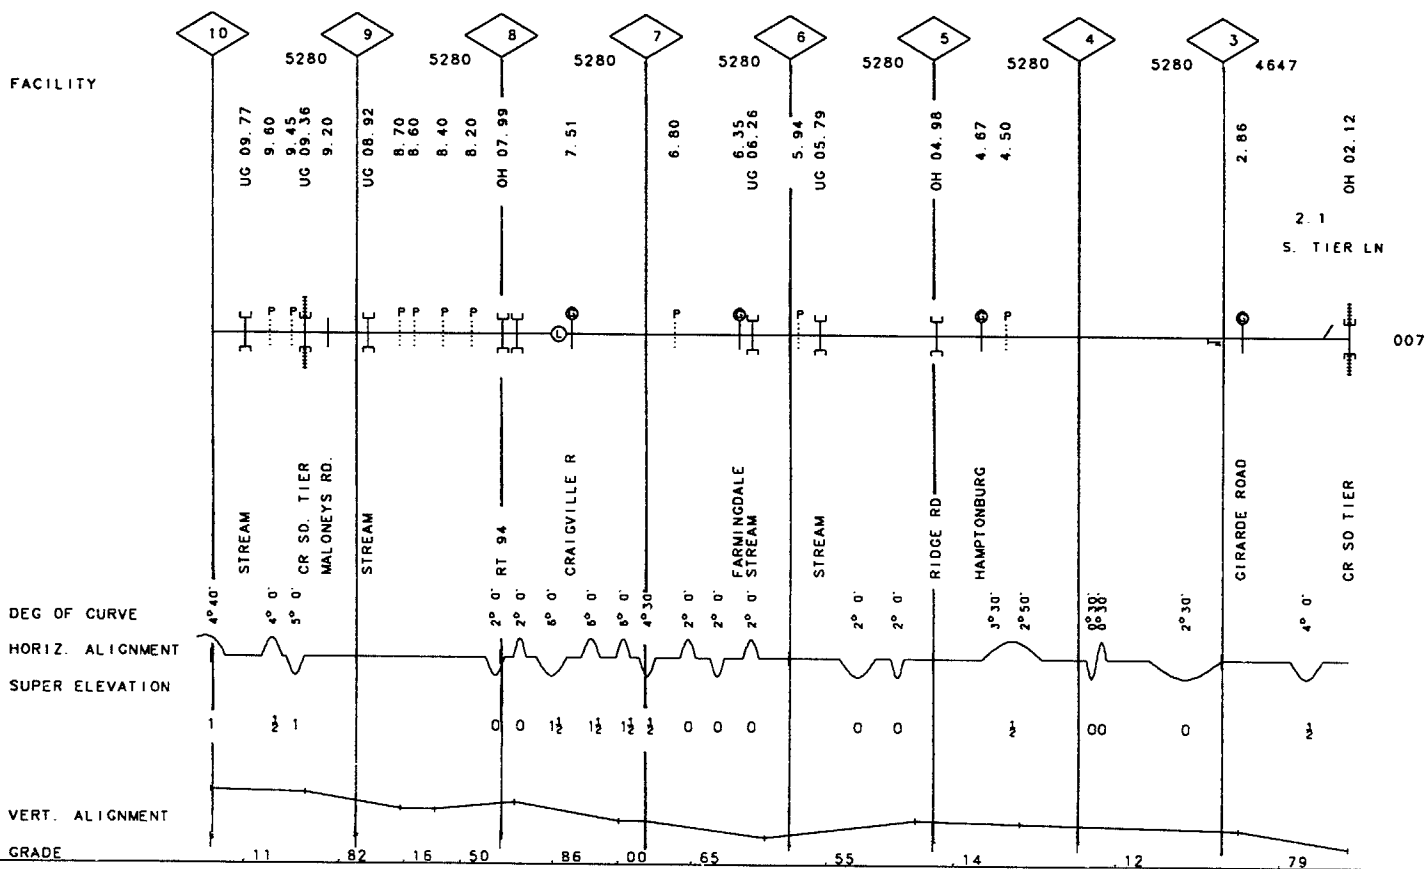 10 9 8 7 6 5 4 3
5280 5280 5280 5280 5280 5280 5280 4647
FACILITY
UG 09.77
9.60
9.45
UG 09.36
9.20
UG 08.92
8.70
8.60
8.40
8.20
OH 07.99
7.51
6.80
6.35
UG 06.26
5.94
UG 05.79
OH 04.98
4.67
4.50
2.86
OH 02.12
2.1
S. TIER LN
P P P P P P L G P G P G P G
007
STREAM
CR SD. TIER
MALONEYS RD.
STREAM
RT 94
CRAIGVILLE R
FARMINGDALE
STREAM
STREAM
RIDGE RD
HAMPTONBURG
GIRARDE ROAD
CR SO TIER
DEG OF CURVE
4°40' 4° 0' 5° 0' 2° 0' 2° 0' 6° 0' 6° 0' 6° 0' 4°30' 2° 0' 2° 0' 2° 0' 2° 0' 2° 0' 3°30' 2°50' 0°30' 0°30' 2°30' 4° 0'
HORIZ. ALIGNMENT
SUPER ELEVATION
1 ½ 1 0 0 1½ 1½ 1½ ½ 0 0 0 0 0 ½ 00 0 ½
VERT. ALIGNMENT
GRADE .11 .82 .16 .50 .86 .00 .65 .55 .14 .12 .79